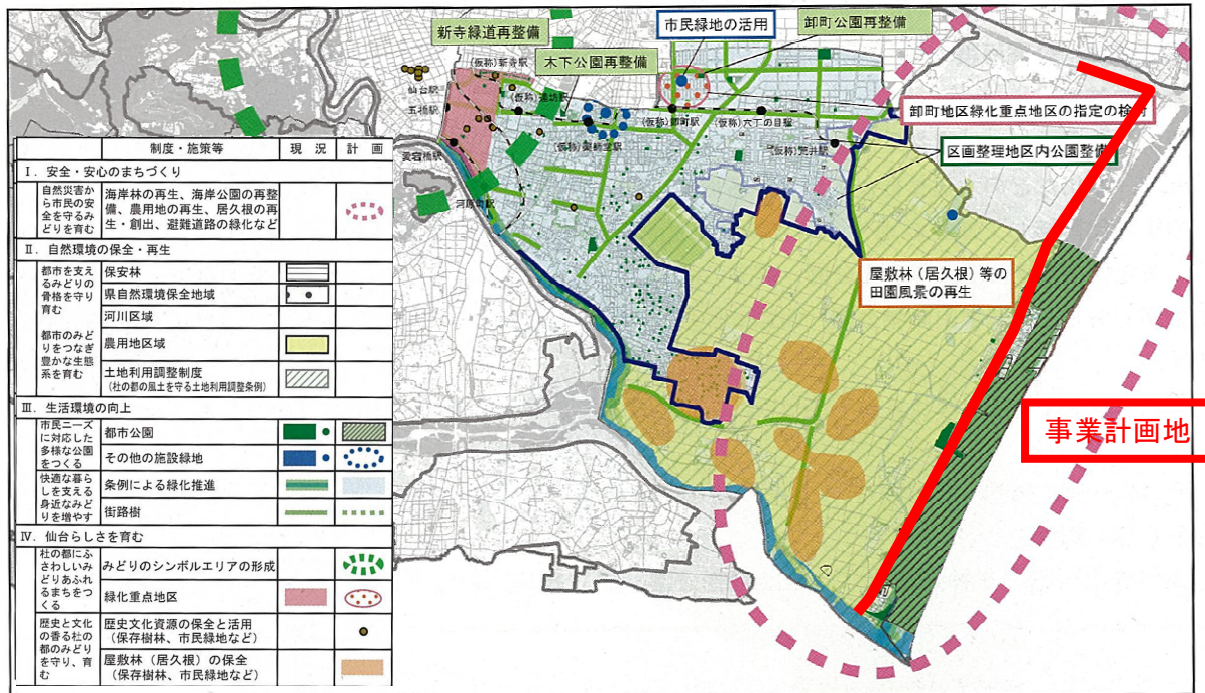 新寺緑道再整備
市民緑地の活用
卸町公園再整備
木下公園再整備
(仮称)新寺駅
仙台駅
五橋駅
(仮称)連坊駅
(仮称)卸町駅
(仮称)六丁の目駅
(仮称)薬師堂駅
(仮称)荒井駅
愛宕橋駅
河原町駅
卸町地区緑化重点地区の指定の検討
区画整理地区内公園整備
屋敷林(居久根)等の
田園風景の再生
事業計画地
制度・施策等
現 況
計 画
Ⅰ. 安全・安心のまちづくり
自然災害か
ら市民の安
全を守るみ
どりを育む
海岸林の再生、海岸公園の再整
備、農用地の再生、居久根の再
生・創出、避難道路の緑化など
Ⅱ. 自然環境の保全・再生
都市を支え
るみどりの
骨格を守り
育む
保安林
県自然環境保全地域
河川区域
都市のみど
りをつなぎ
豊かな生態
系を育む
農用地区域
土地利用調整制度
(杜の都の風土を守る土地利用調整条例)
Ⅲ. 生活環境の向上
市民ニーズ
に対応した
多様な公園
をつくる
都市公園
その他の施設緑地
快適な暮ら
しを支える
身近なみど
りを増やす
条例による緑化推進
街路樹
Ⅳ. 仙台らしさを育む
杜の都にふ
さわしいみ
どりあふれ
るまちをつ
くる
みどりのシンボルエリアの形成
緑化重点地区
歴史と文化
の香る杜の
都のみどり
を守り、育
む
歴史文化資源の保全と活用
(保存樹林、市民緑地など)
屋敷林(居久根)の保全
(保存樹林、市民緑地など)